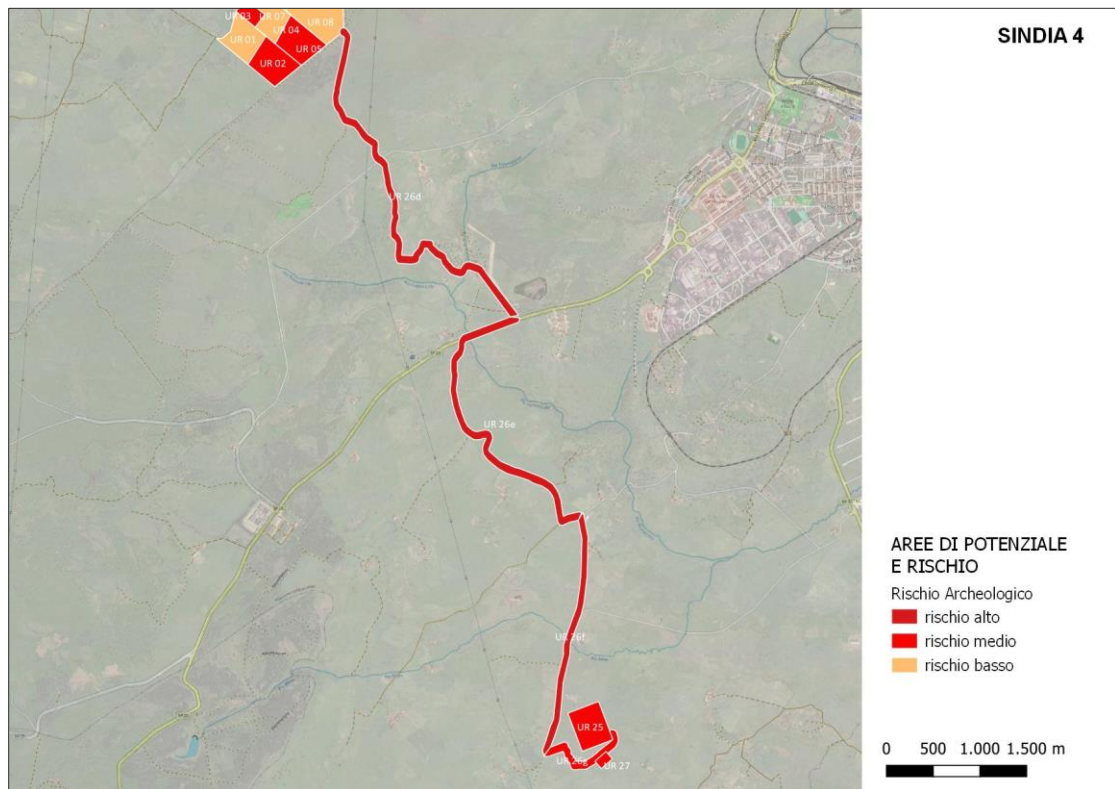 SINDIA 4
UR 03
UR 07
UR 08
UR 04
UR 01
UR 05
UR 02
UR 26d
UR 26e
UR 26f
UR 25
UR 26g
UR 27
AREE DI POTENZIALE
E RISCHIO
Rischio Archeologico
rischio alto
rischio medio
rischio basso
0 500 1.000 1.500 m